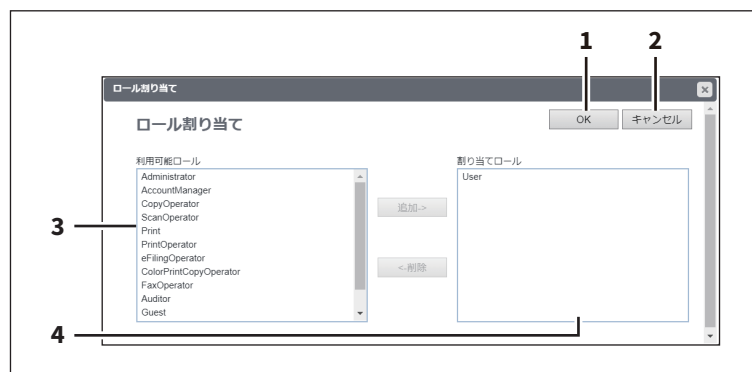 1
2
ロール割り当て
ロール割り当て
OK
キャンセル
利用可能ロール
割り当てロール
Administrator
AccountManager
CopyOperator
ScanOperator
Print
PrintOperator
eFilingOperator
ColorPrintCopyOperator
FaxOperator
Auditor
Guest
追加->
<-削除
User
3
4